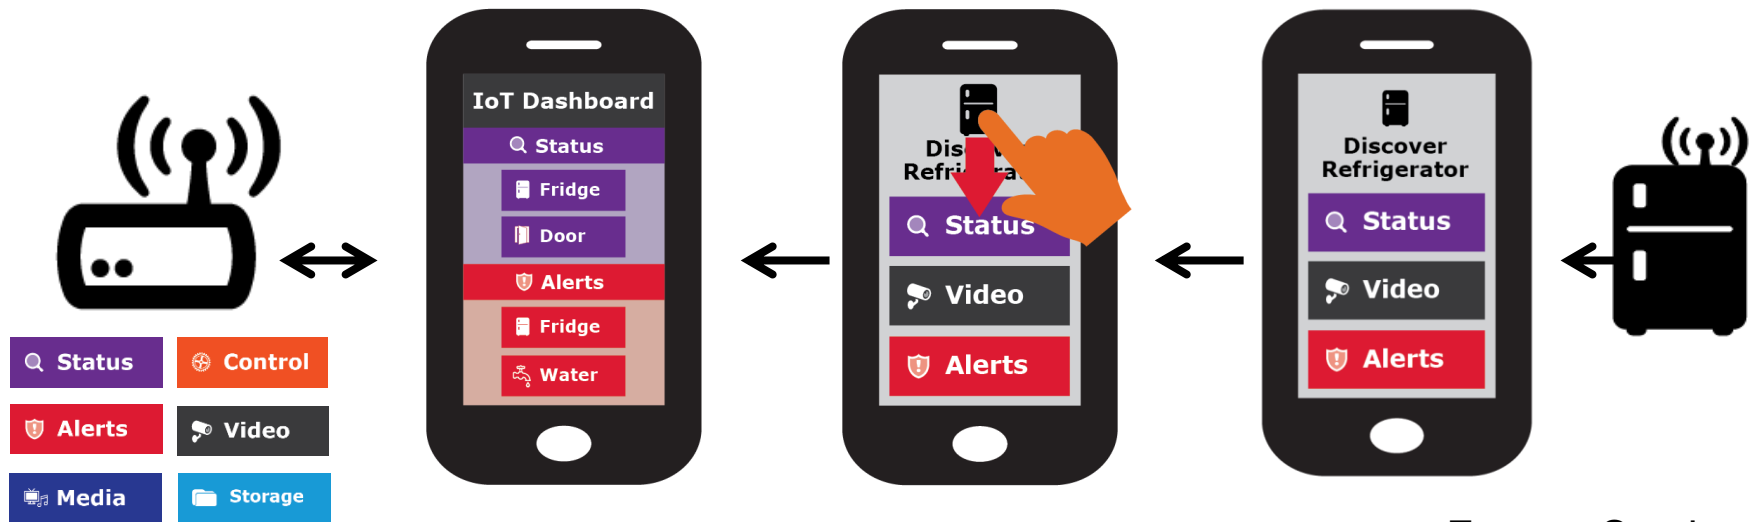 IoT Dashboard
Status
Fridge
Door
Alerts
Fridge
Water
Status
Video
Alerts
Discover
Refrigerator
Status
Video
Alerts
Status
Control
Alerts
Video
Media
Storage